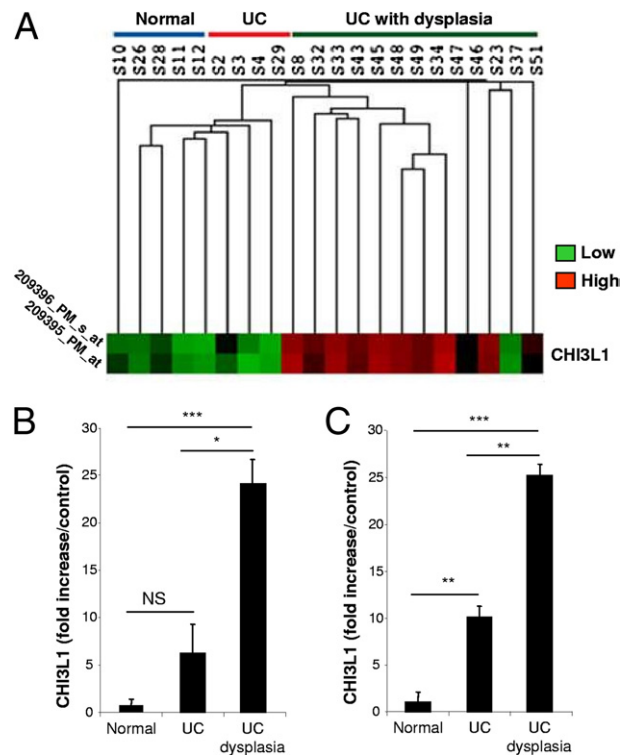 A
Normal
UC
UC with dysplasia
S10 S26 S28 S11 S12 S2 S3 S4 S29 S8 S32 S33 S43 S45 S48 S49 S34 S47 S46 S23 S37 S51
Low
High
209396_PM_s_at
209395_PM_at
CHI3L1
B
CHI3L1 (fold increase/control)
30
25
20
15
10
5
0
***
*
NS
Normal
UC
UC
dysplasia
C
CHI3L1 (fold increase/control)
30
25
20
15
10
5
0
***
**
**
Normal
UC
UC
dysplasia